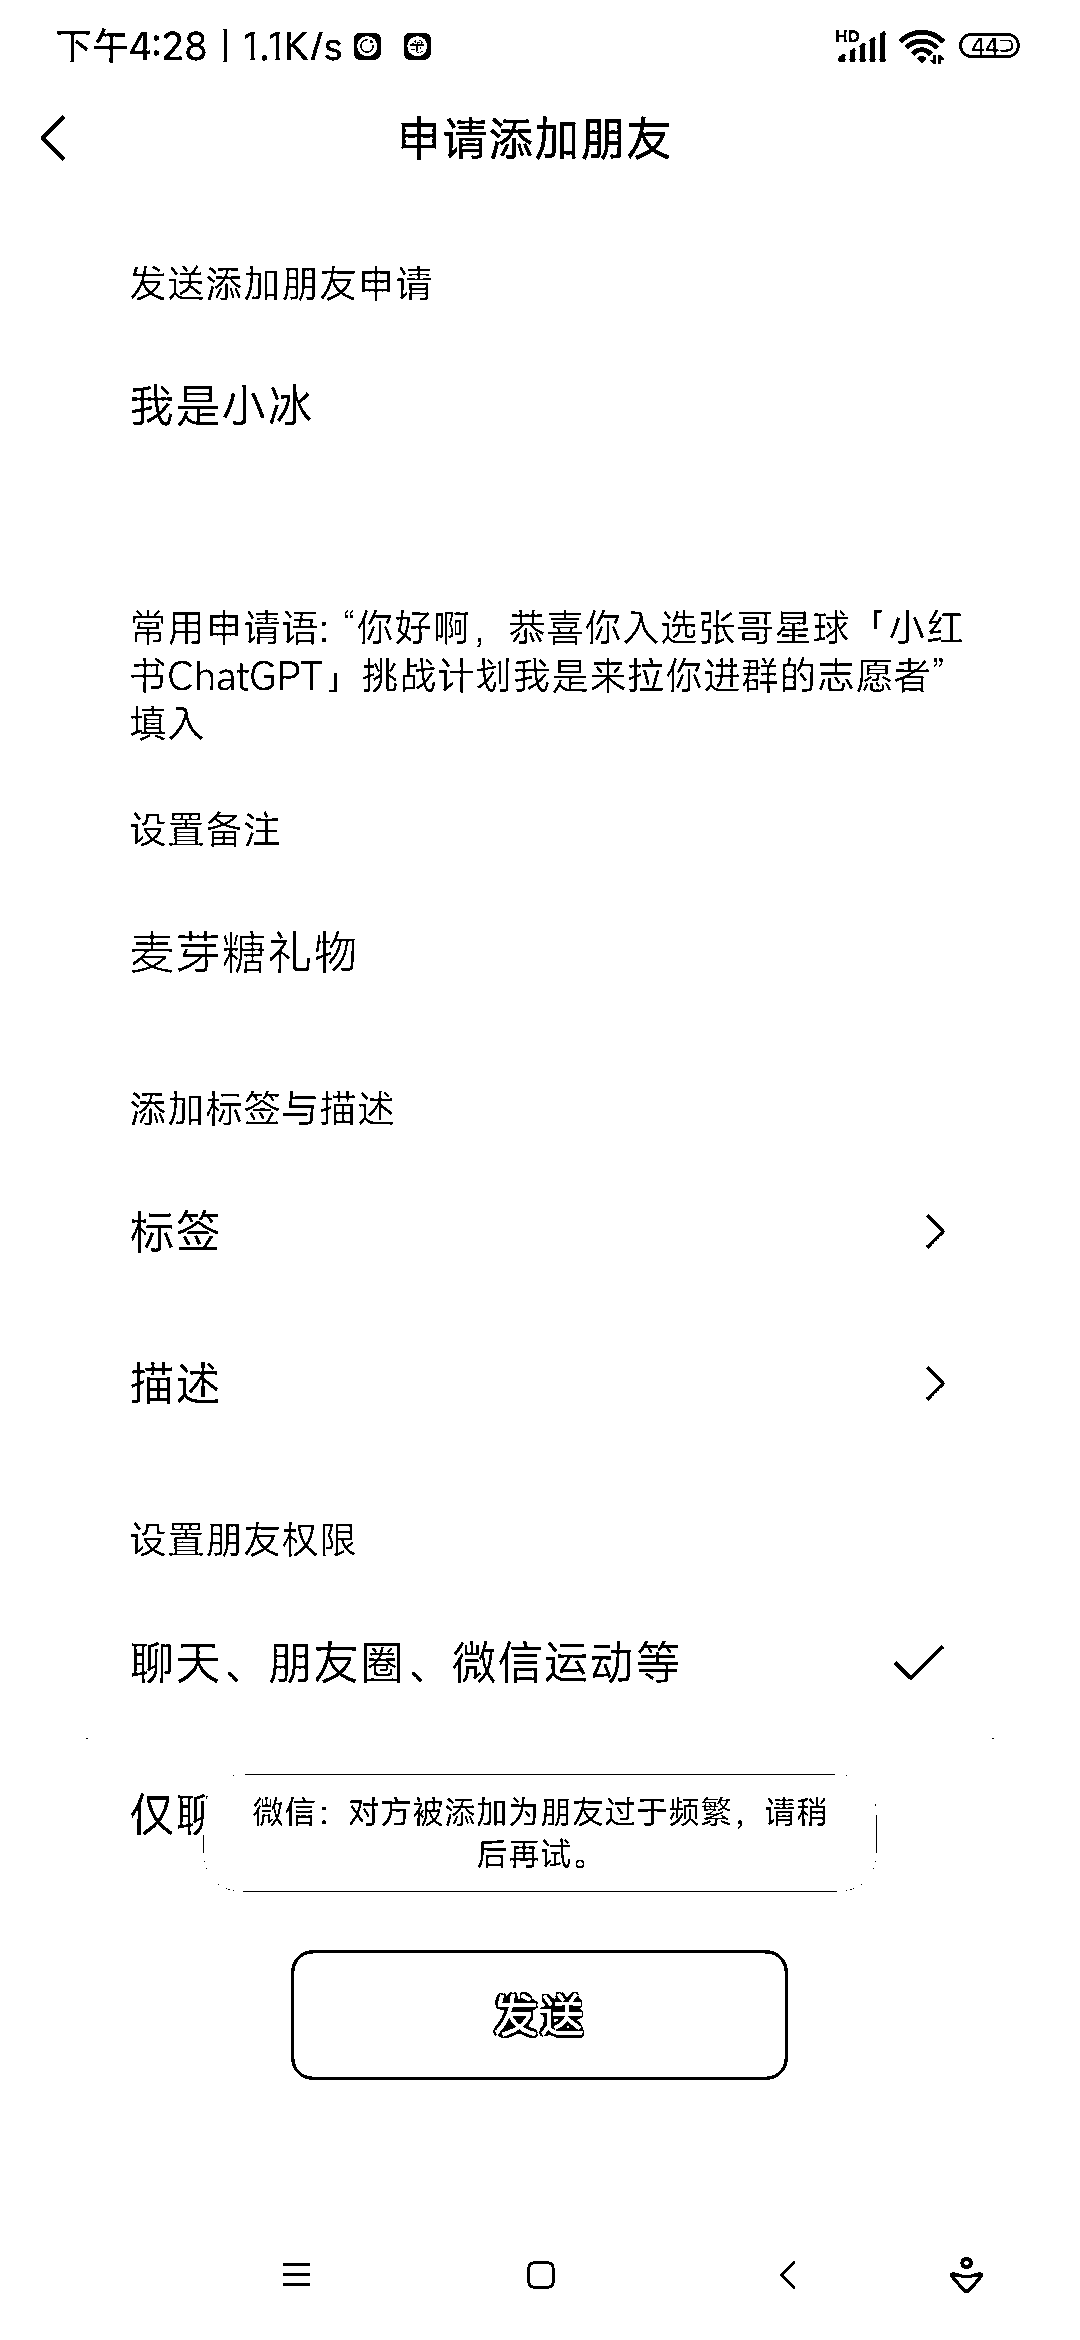 下午4:28 | 1.1K/s
HD 44
申请添加朋友
发送添加朋友申请
我是小冰
常用申请语: “你好啊，恭喜你入选张哥星球「小红
书ChatGPT」挑战计划我是来拉你进群的志愿者”
填入
设置备注
麦芽糖礼物
添加标签与描述
标签
描述
设置朋友权限
聊天、朋友圈、微信运动等
仅聊
微信：对方被添加为朋友过于频繁，请稍
后再试。
发送